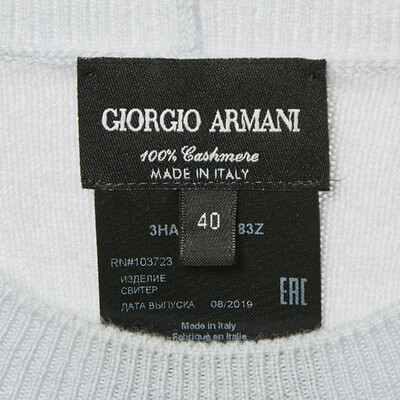 GIORGIO ARMANI
100% Cashmere
MADE IN ITALY
40
3HA 83Z
RN#103723
ИЗДЕЛИЕ
СВИТЕР
ДАТА ВЫПУСКА 08/2019
EAC
Made in Italy
Fabriqué en Italie